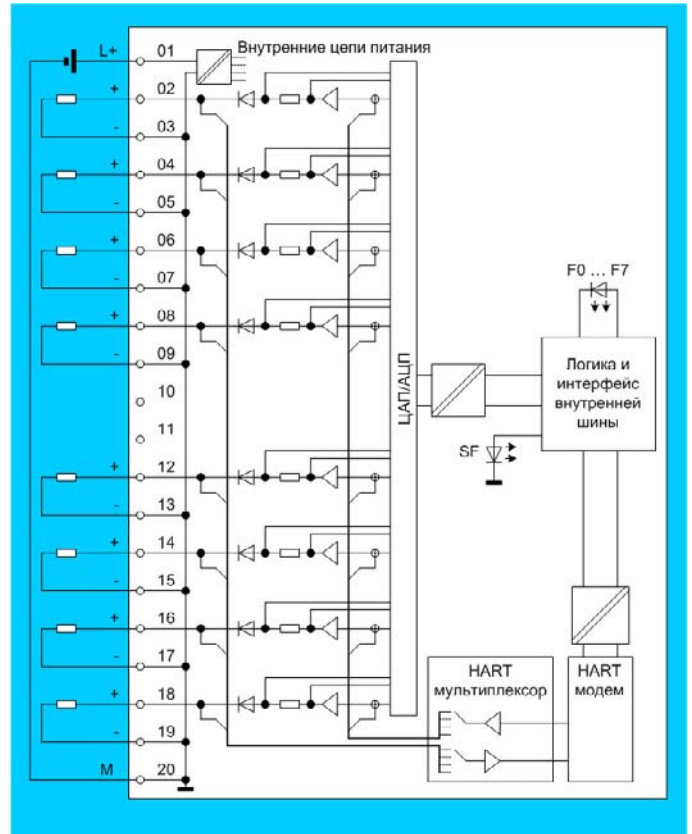 L+ 01 Внутренние цепи питания
+ 02
- 03
+ 04
- 05
+ 06
- 07
+ 08
- 09
10
11
+ 12
- 13
+ 14
- 15
+ 16
- 17
+ 18
- 19
M 20
ЦАП/АЦП
F0 ... F7
Логика и
интерфейс
внутренней
шины
SF
HART
мультиплексор
HART
модем